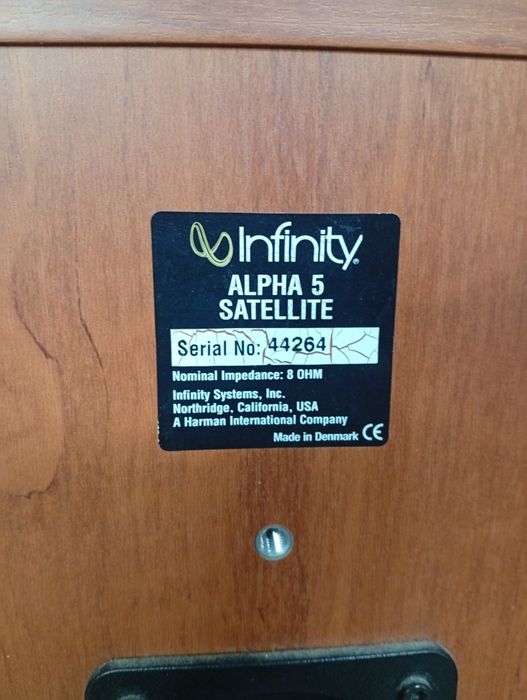 Infinity®
ALPHA 5
SATELLITE
Serial No: 44264
Nominal Impedance: 8 OHM
Infinity Systems, Inc.
Northridge, California, USA
A Harman International Company
Made in Denmark CE